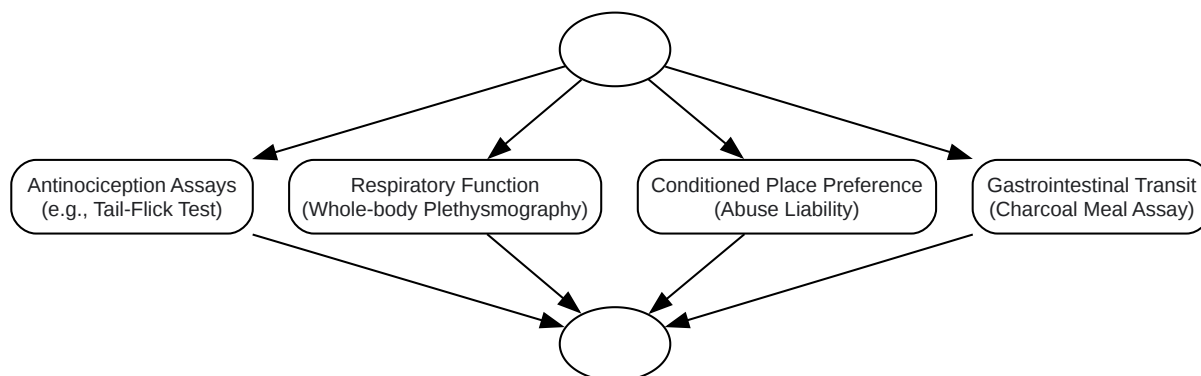 Antinociception Assays
(e.g., Tail-Flick Test)
Respiratory Function
(Whole-body Plethysmography)
Conditioned Place Preference
(Abuse Liability)
Gastrointestinal Transit
(Charcoal Meal Assay)